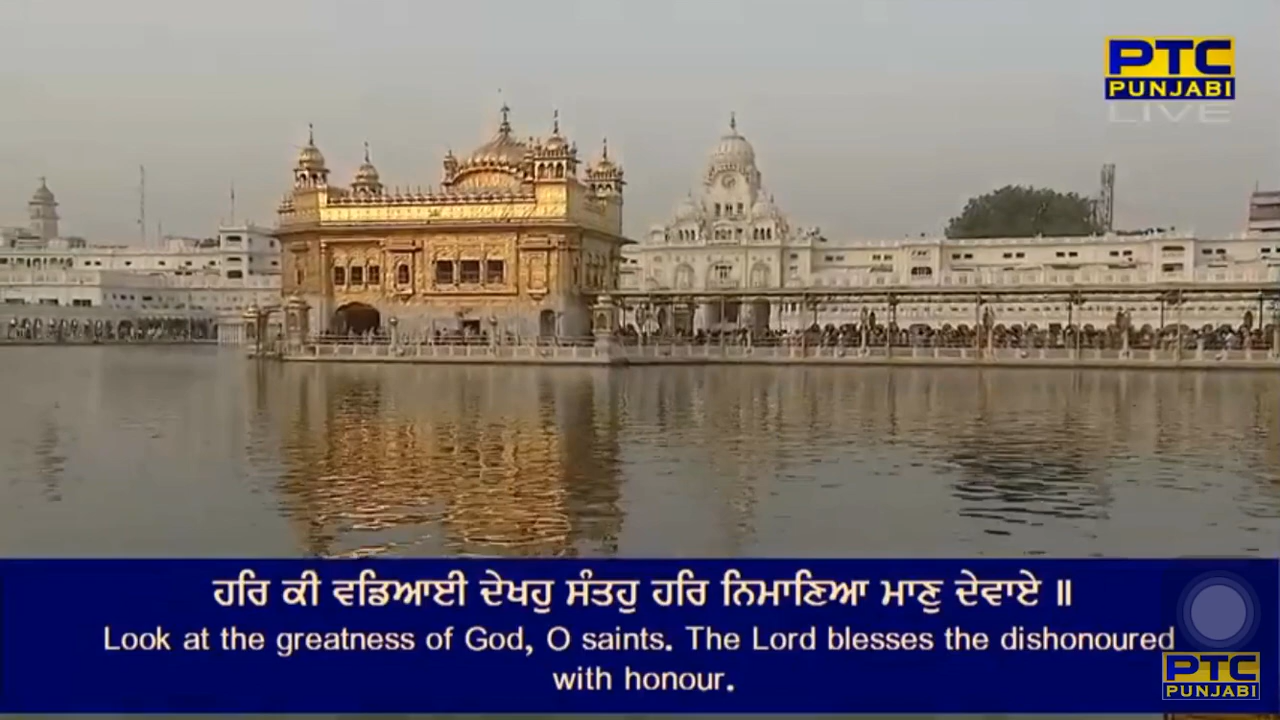 PTC
PUNJABI
LIVE
ਹਰਿ ਕੀ ਵਡਿਆਈ ਦੇਖਹੁ ਸੰਤਹੁ ਹਰਿ ਨਿਮਾਣਿਆ ਮਾਣੁ ਦੇਵਾਏ ॥
Look at the greatness of God, O saints. The Lord blesses the dishonoured
with honour.
PTC
PUNJABI